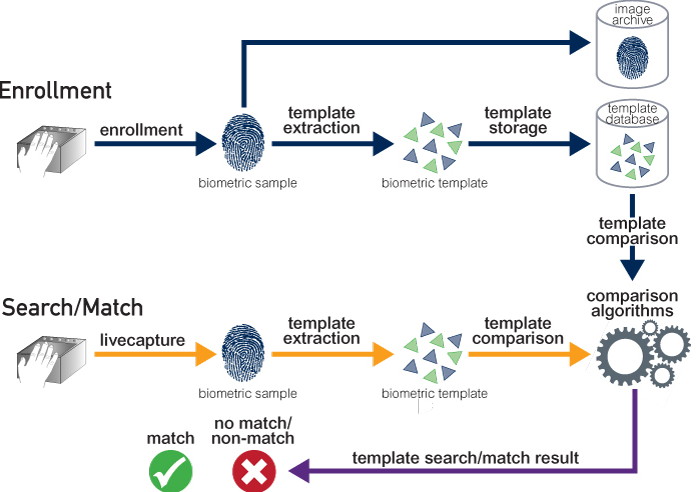 image
archive
Enrollment
enrollment
template
extraction
template
storage
template
database
biometric sample
biometric template
template
comparison
Search/Match
livecapture
template
extraction
template
comparison
comparison
algorithms
biometric sample
biometric template
match
no match/
non-match
template search/match result